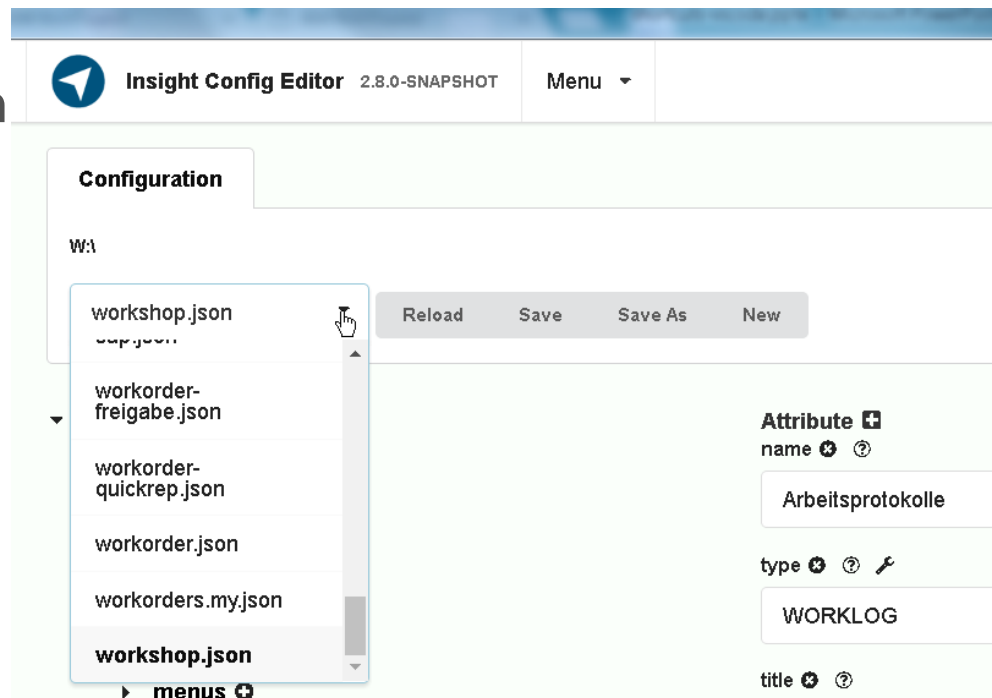 Insight Config Editor 2.8.0-SNAPSHOT Menu
Configuration
W:\
workshop.json
Reload Save Save As New
workorder-
freigabe.json
workorder-
quickrep.json
workorder.json
workorders.my.json
workshop.json
menus
Attribute
name
Arbeitsprotokolle
type
WORKLOG
title